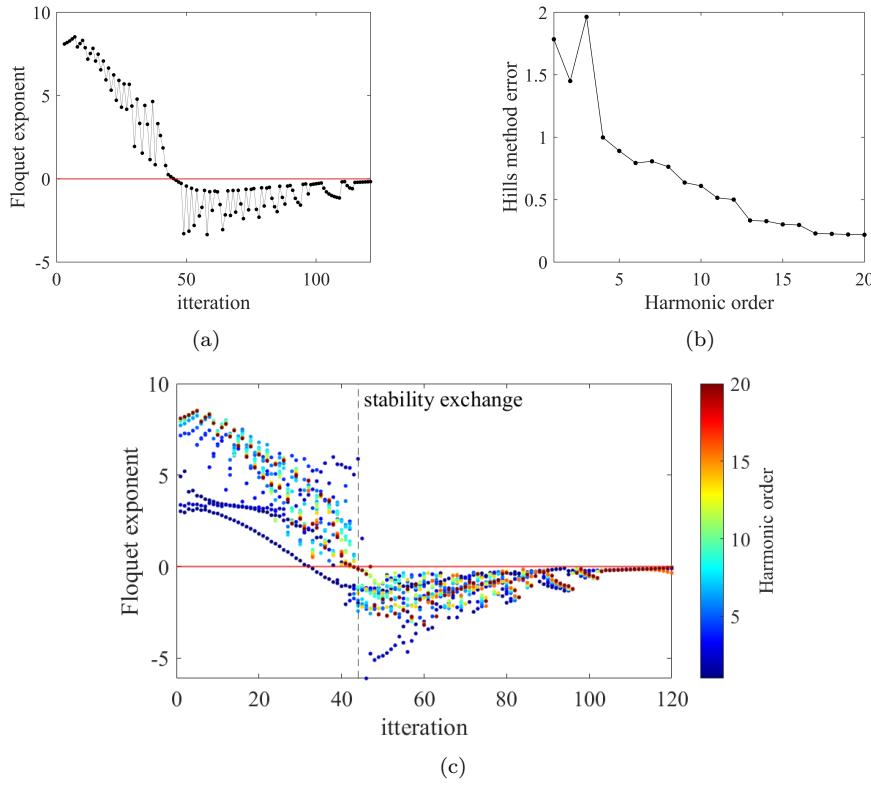 10
5
0
-5
Floquet exponent
0
50
100
itteration
(a)
2
1.5
1
0.5
0
Hills method error
5
10
15
20
Harmonic order
(b)
10
5
0
-5
Floquet exponent
stability exchange
0
20
40
60
80
100
120
itteration
20
15
10
5
Harmonic order
(c)